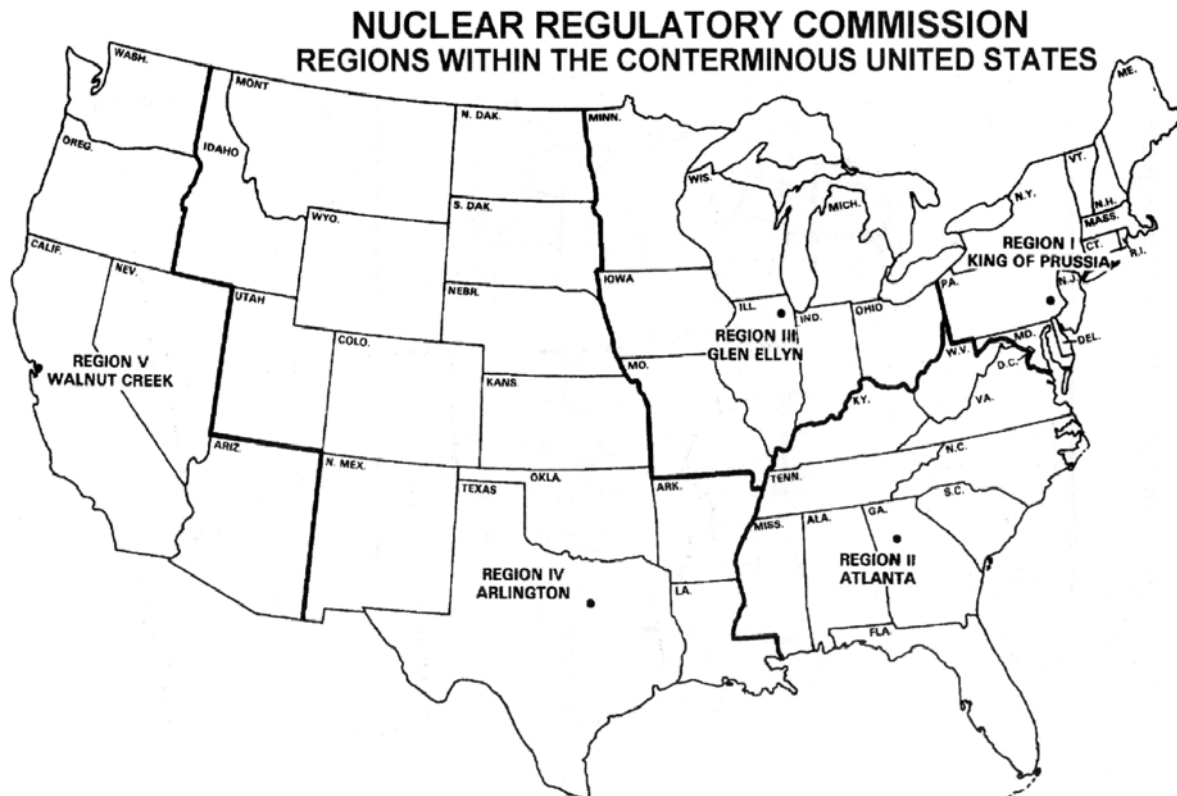 NUCLEAR REGULATORY COMMISSION
REGIONS WITHIN THE CONTERMINOUS UNITED STATES
WASH.
MONT
N. DAK.
MINN.
ME.
OREG.
IDAHO
WIS.
VT.
S. DAK.
MICH.
N.Y.
N.H.
WYO.
MASS.
CALIF.
NEV.
REGION I
KING OF PRUSSIA
CT.
R.I.
IOWA
PA.
N.J.
UTAH
NEBR.
ILL.
IND.
OHIO
COLO.
REGION III
GLEN ELLYN
MD.
DEL.
W.V.
D.C.
REGION V
WALNUT CREEK
MO.
KANS.
KY.
VA.
ARIZ.
N. MEX.
OKLA.
TENN.
N.C.
TEXAS
ARK.
S.C.
MISS.
ALA.
GA.
REGION II
ATLANTA
REGION IV
ARLINGTON
LA.
FLA.